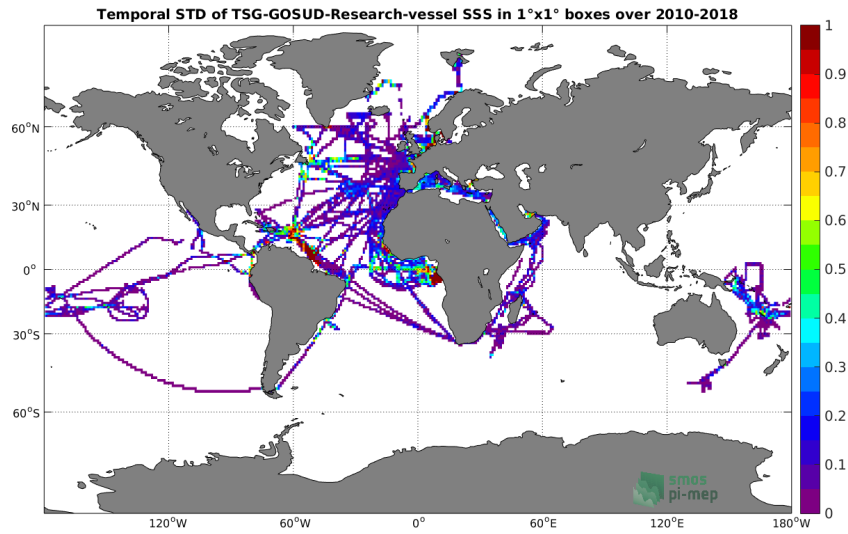 Temporal STD of TSG-GOSUD-Research-vessel SSS in 1°x1° boxes over 2010-2018
1
0.9
0.8
0.7
0.6
0.5
0.4
0.3
0.2
0.1
0
60°N
30°N
0°
30°S
60°S
120°W
60°W
0°
60°E
120°E
180°W
smos
pi-mep